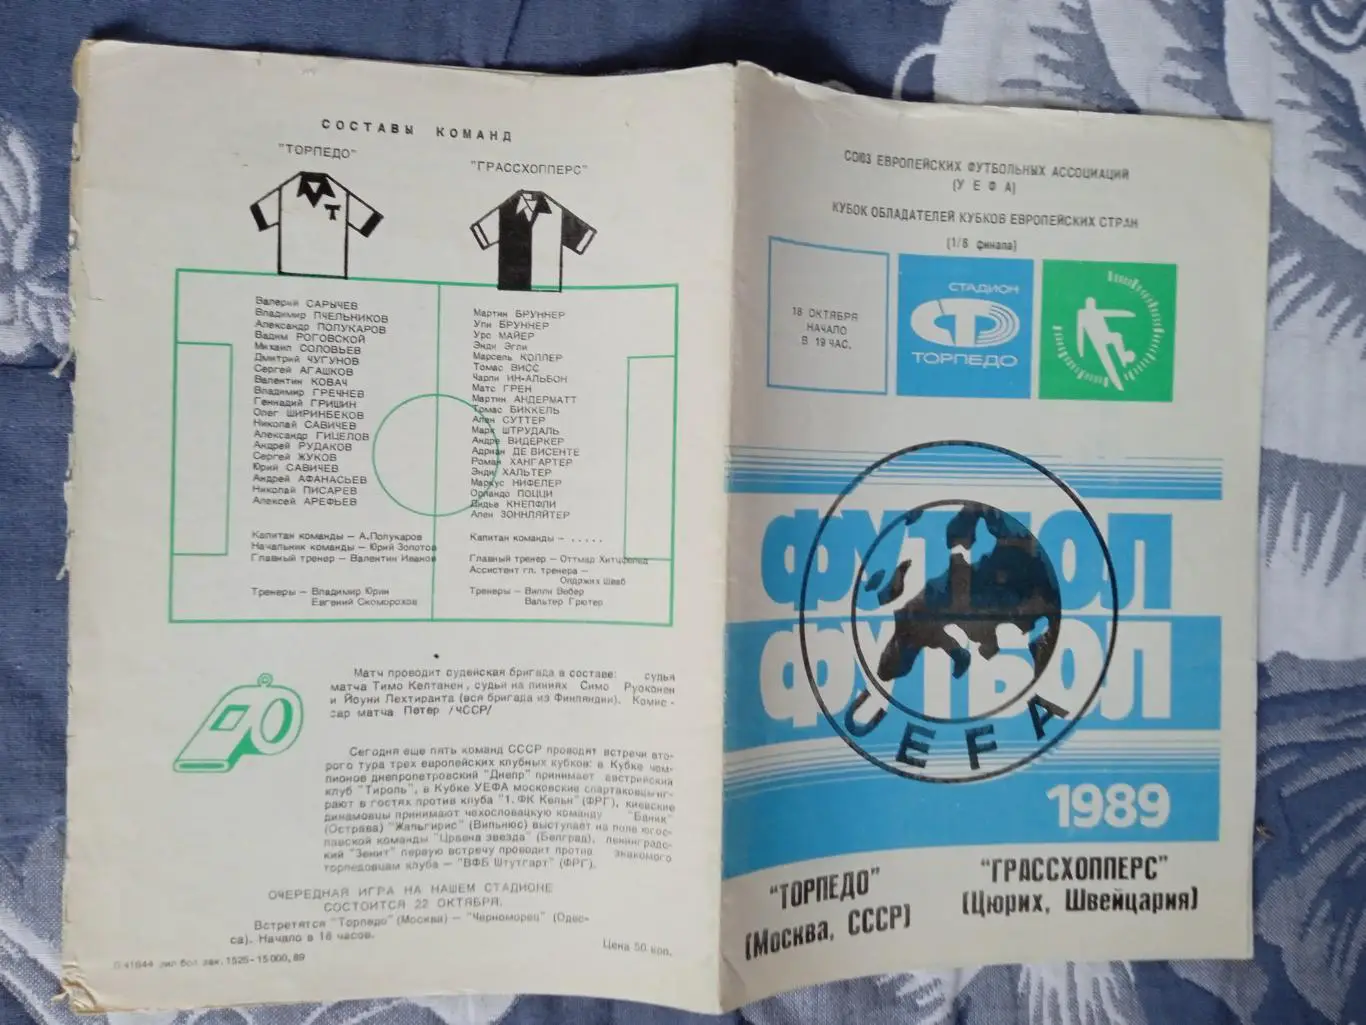 СОСТАВЫ КОМАНД
"ТОРПЕДО"
Т
Валерий САРЫЧЕВ
Владимир ПЧЕЛЬНИКОВ
Александр ПОЛУКАРОВ
Вадим РОГОВСКОЙ
Михаил СОЛОВЬЕВ
Дмитрий ЧУГУНОВ
Сергей АГАШКОВ
Валентин КОВАЧ
Владимир ГРЕЧНЕВ
Геннадий ГРИШИН
Олег ШИРИНБЕКОВ
Николай САВИЧЕВ
Александр ГИЦЕЛОВ
Андрей РУДАКОВ
Сергей ЖУКОВ
Юрий САВИЧЕВ
Андрей АФАНАСЬЕВ
Николай ПИСАРЕВ
Алексей АРЕФЬЕВ
Капитан команды – А.Полукаров
Начальник команды – Юрий Золотов
Главный тренер – Валентин Иванов
Тренеры – Владимир Юрин
Евгений Скоморохов
"ГРАССХОППЕРС"
Мартин БРУННЕР
Ули БРУННЕР
Урс МАЙЕР
Энди Эгли
Марсель КОЛЛЕР
Томас ВИСС
Чарли ИН-АЛЬБОН
Матс ГРЕН
Мартин АНДЕРМАТТ
Томас БИККЕЛЬ
Ален СУТТЕР
Марк ШТРУДАЛЬ
Андре ВИДЕРКЕР
Адриан ДЕ ВИСЕНТЕ
Роман ХАНГАРТЕР
Энди ХАЛЬТЕР
Маркус НИФЕЛЕР
Орландо ПОЦЦИ
Дидье КНЕПФЛИ
Ален ЗОННЛЯЙТЕР
Капитан команды – . . . . .
Главный тренер – Оттмар Хитцфельд
Ассистент гл. тренера –
Олдржих Шваб
Тренеры – Вилли Вебер
Вальтер Грютер
Матч проводит судейская бригада в составе: судья
матча Тимо Келтанен, судьи на линиях Симо Руоконен
и Йоуни Лехтиранта (вся бригада из Финляндии). Комис-
сар матча Петер /ЧССР/
Сегодня еще пять команд СССР проводят встречи вто-
рого тура трех европейских клубных кубков: в Кубке чем-
пионов днепропетровский "Днепр" принимает австрийский
клуб "Тироль", в Кубке УЕФА московские спартаковцы иг-
рают в гостях против клуба "1. ФК Кельн" (ФРГ), киевские
динамовцы принимают чехословацкую команду "Баник"
(Острава) "Жальгирис" (Вильнюс) выступает на поле югос-
лавской команды "Црвена звезда" (Белград), ленинградс-
кий "Зенит" первую встречу проводит против знакомого
торпедовцам клуба – "ВФБ Штутгарт" (ФРГ).
ОЧЕРЕДНАЯ ИГРА НА НАШЕМ СТАДИОНЕ
СОСТОИТСЯ 22 ОКТЯБРЯ.
Встретятся "Торпедо" (Москва) – "Черноморец" (Одес-
са). Начало в 16 часов.
Цена 50 коп.
Л-41644 зак. 1525-15 000, 89
СОЮЗ ЕВРОПЕЙСКИХ ФУТБОЛЬНЫХ АССОЦИАЦИЙ
(УЕФА)
КУБОК ОБЛАДАТЕЛЕЙ КУБКОВ ЕВРОПЕЙСКИХ СТРАН
(1/8 финала)
18 ОКТЯБРЯ
НАЧАЛО
В 19 ЧАС.
СТАДИОН
ТОРПЕДО
ФУТБОЛ
ФУТБОЛ
UEFA
1989
"ТОРПЕДО"
(Москва, СССР)
"ГРАССХОППЕРС"
(Цюрих, Швейцария)